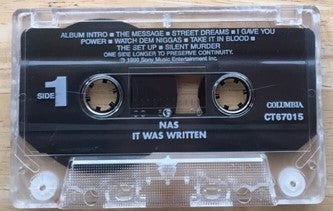 ALBUM INTRO • THE MESSAGE • STREET DREAMS • I GAVE YOU
POWER • WATCH DEM NIGGAS • TAKE IT IN BLOOD •
THE SET UP • SILENT MURDER
ONE SIDE LONGER TO PRESERVE CONTINUITY.
℗ 1996 Sony Music Entertainment Inc.
SIDE 1
COLUMBIA
CT67015
NAS
IT WAS WRITTEN